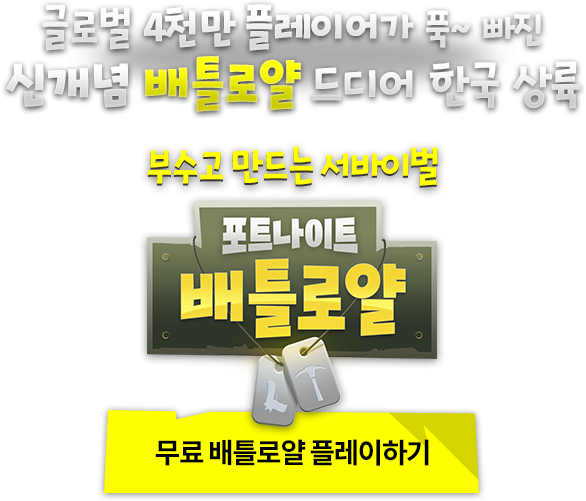 글로벌 4천만 플레이어가 푹~ 빠진
신개념 배틀로얄 드디어 한국 상륙
부수고 만드는 서바이벌
포트나이트
배틀로얄
무료 배틀로얄 플레이하기